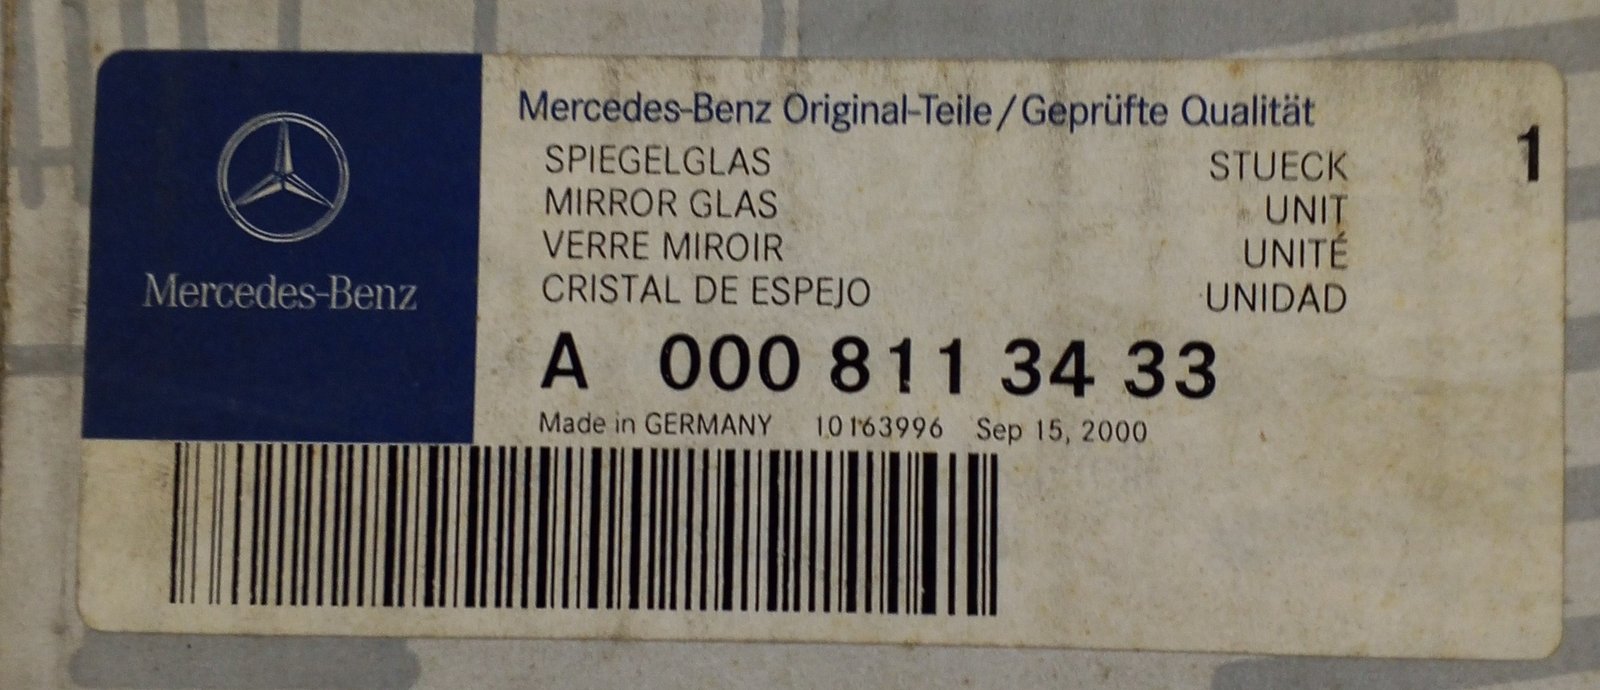 Mercedes-Benz
Mercedes-Benz Original-Teile/Geprüfte Qualität
SPIEGELGLAS STUECK 1
MIRROR GLAS UNIT
VERRE MIROIR UNITÉ
CRISTAL DE ESPEJO UNIDAD
A 000 811 34 33
Made in GERMANY 10163996 Sep 15, 2000